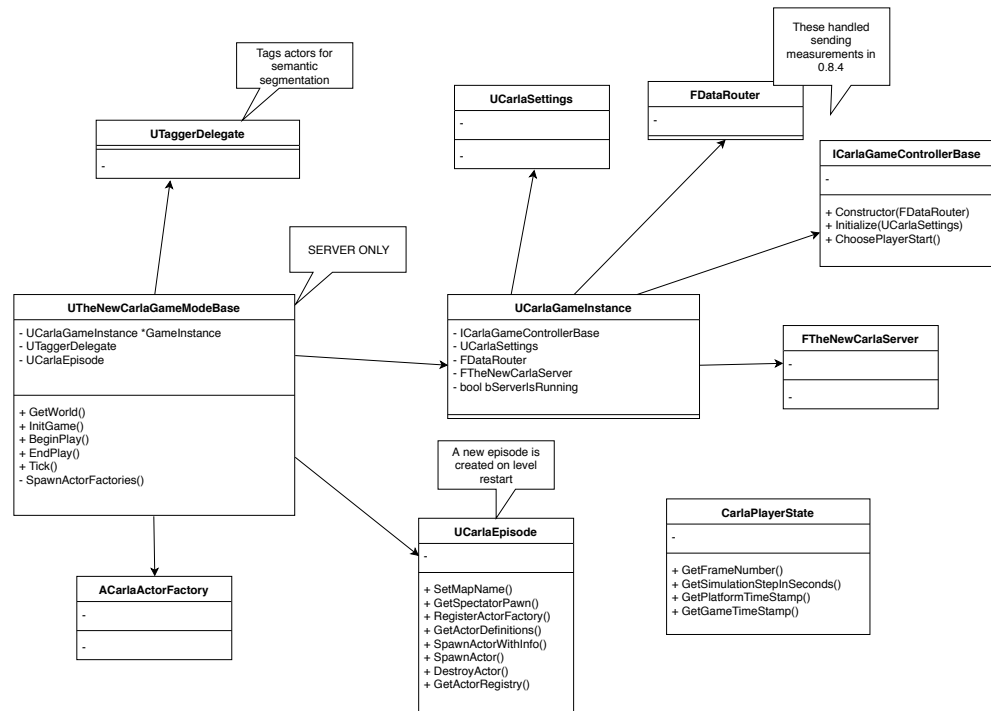 These handled
sending
measurements in
0.8.4
Tags actors for
semantic
segmentation
UTaggerDelegate
-
UCarlaSettings
-
-
FDataRouter
-
ICarlaGameControllerBase
-
+ Constructor(FDataRouter)
+ Initialize(UCarlaSettings)
+ ChoosePlayerStart()
SERVER ONLY
UTheNewCarlaGameModeBase
- UCarlaGameInstance *GameInstance
- UTaggerDelegate
- UCarlaEpisode
+ GetWorld()
+ InitGame()
+ BeginPlay()
+ EndPlay()
+ Tick()
- SpawnActorFactories()
UCarlaGameInstance
- ICarlaGameControllerBase
- UCarlaSettings
- FDataRouter
- FTheNewCarlaServer
- bool bServerIsRunning
FTheNewCarlaServer
-
-
A new episode is
created on level
restart
UCarlaEpisode
-
+ SetMapName()
+ GetSpectatorPawn()
+ RegisterActorFactory()
+ GetActorDefinitions()
+ SpawnActorWithInfo()
+ SpawnActor()
+ DestroyActor()
+ GetActorRegistry()
CarlaPlayerState
-
+ GetFrameNumber()
+ GetSimulationStepInSeconds()
+ GetPlatformTimeStamp()
+ GetGameTimeStamp()
ACarlaActorFactory
-
-